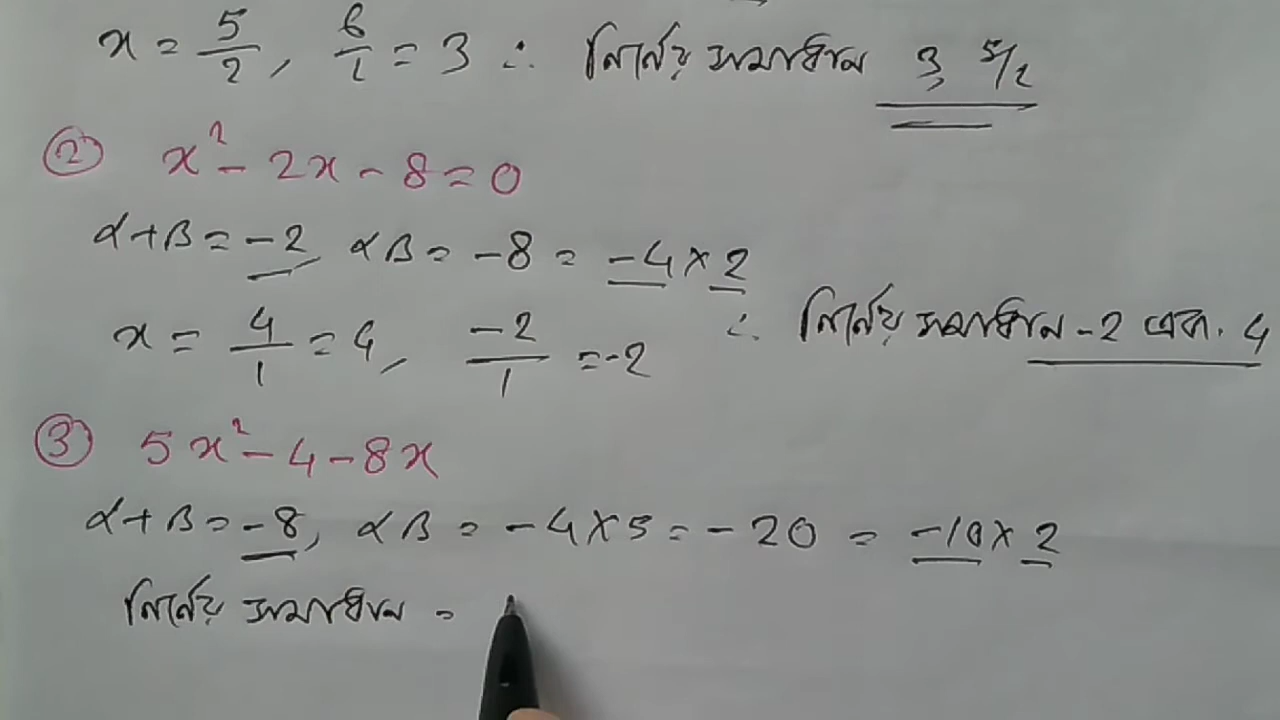 x = 5/2, 6/2 = 3 ∴ নির্ণেয় সমাধান 3, 5/2
② x² - 2x - 8 = 0
α + β = -2, αβ = -8 = -4 × 2
x = 4/1 = 4, -2/1 = -2 ∴ নির্ণেয় সমাধান -2 এবং 4
③ 5x² - 4 - 8x
α + β = -8, αβ = -4 × 5 = -20 = -10 × 2
নির্ণেয় সমাধান =